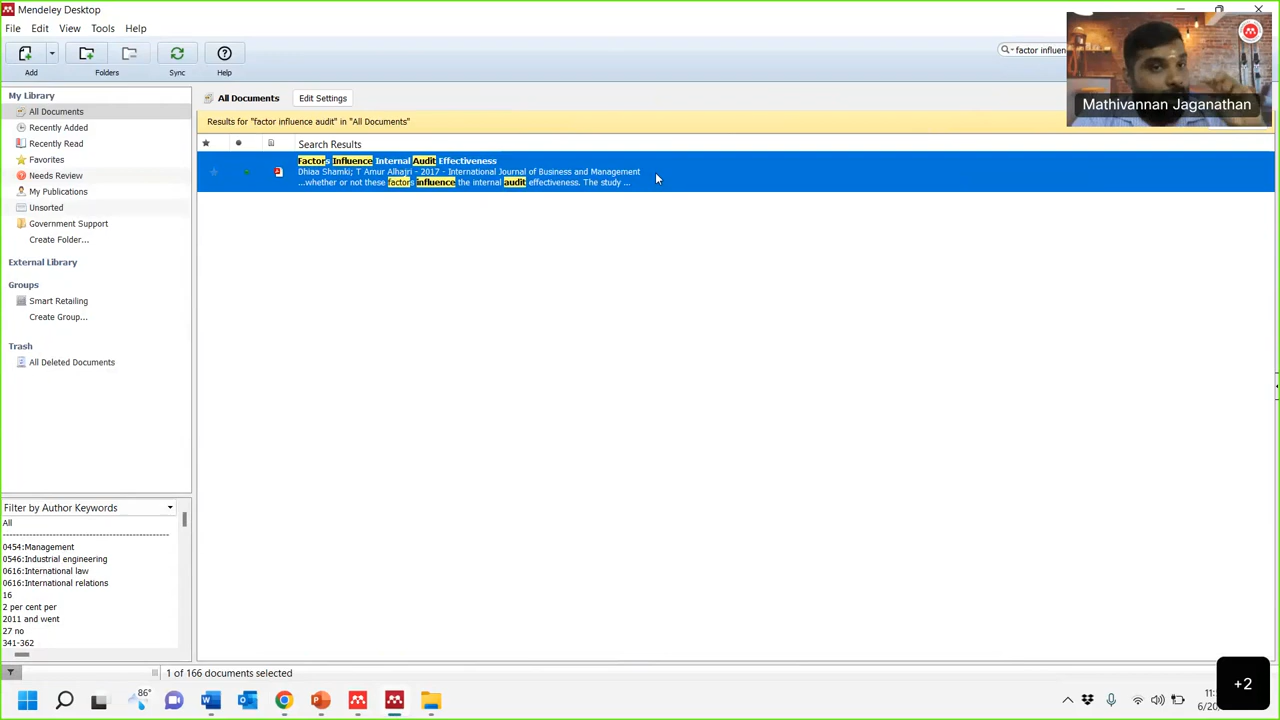 Mendeley Desktop
File Edit View Tools Help
Add Folders Sync Help
factor influen
Mathivannan Jaganathan
My Library
All Documents
Recently Added
Recently Read
Favorites
Needs Review
My Publications
Unsorted
Government Support
Create Folder...
External Library
Groups
Smart Retailing
Create Group...
Trash
All Deleted Documents
Filter by Author Keywords
All
0454:Management
0546:Industrial engineering
0616:International law
0616:International relations
16
2 per cent per
2011 and went
27 no
341-362
All Documents Edit Settings
Results for "factor influence audit" in "All Documents"
Search Results
Factors Influence Internal Audit Effectiveness
Dhiaa Shamki; T Amur Alhajri - 2017 - International Journal of Business and Management
...whether or not these factors influence the internal audit effectiveness. The study ...
1 of 166 documents selected
86°
11:
6/20
+2